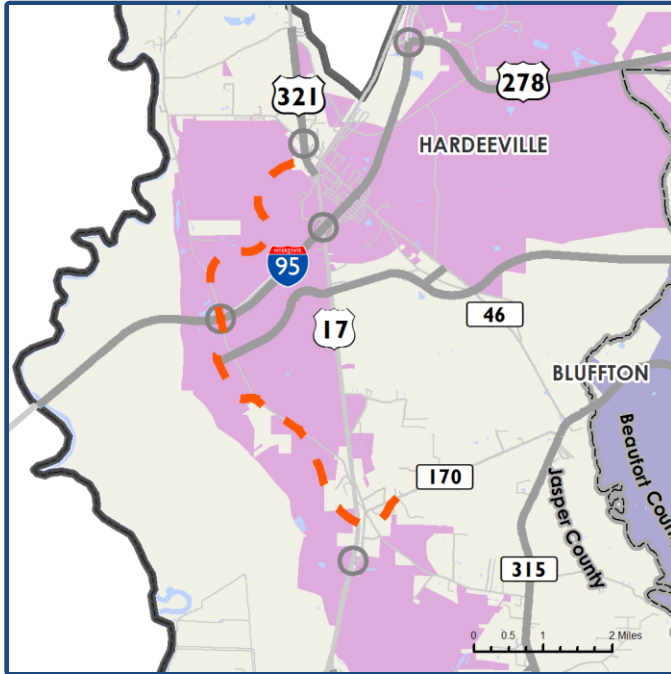 321
278
HARDEEVILLE
INTERSTATE
95
46
17
BLUFFTON
170
Beaufort Coun
Jasper County
315
0 0.5 1 2 Miles